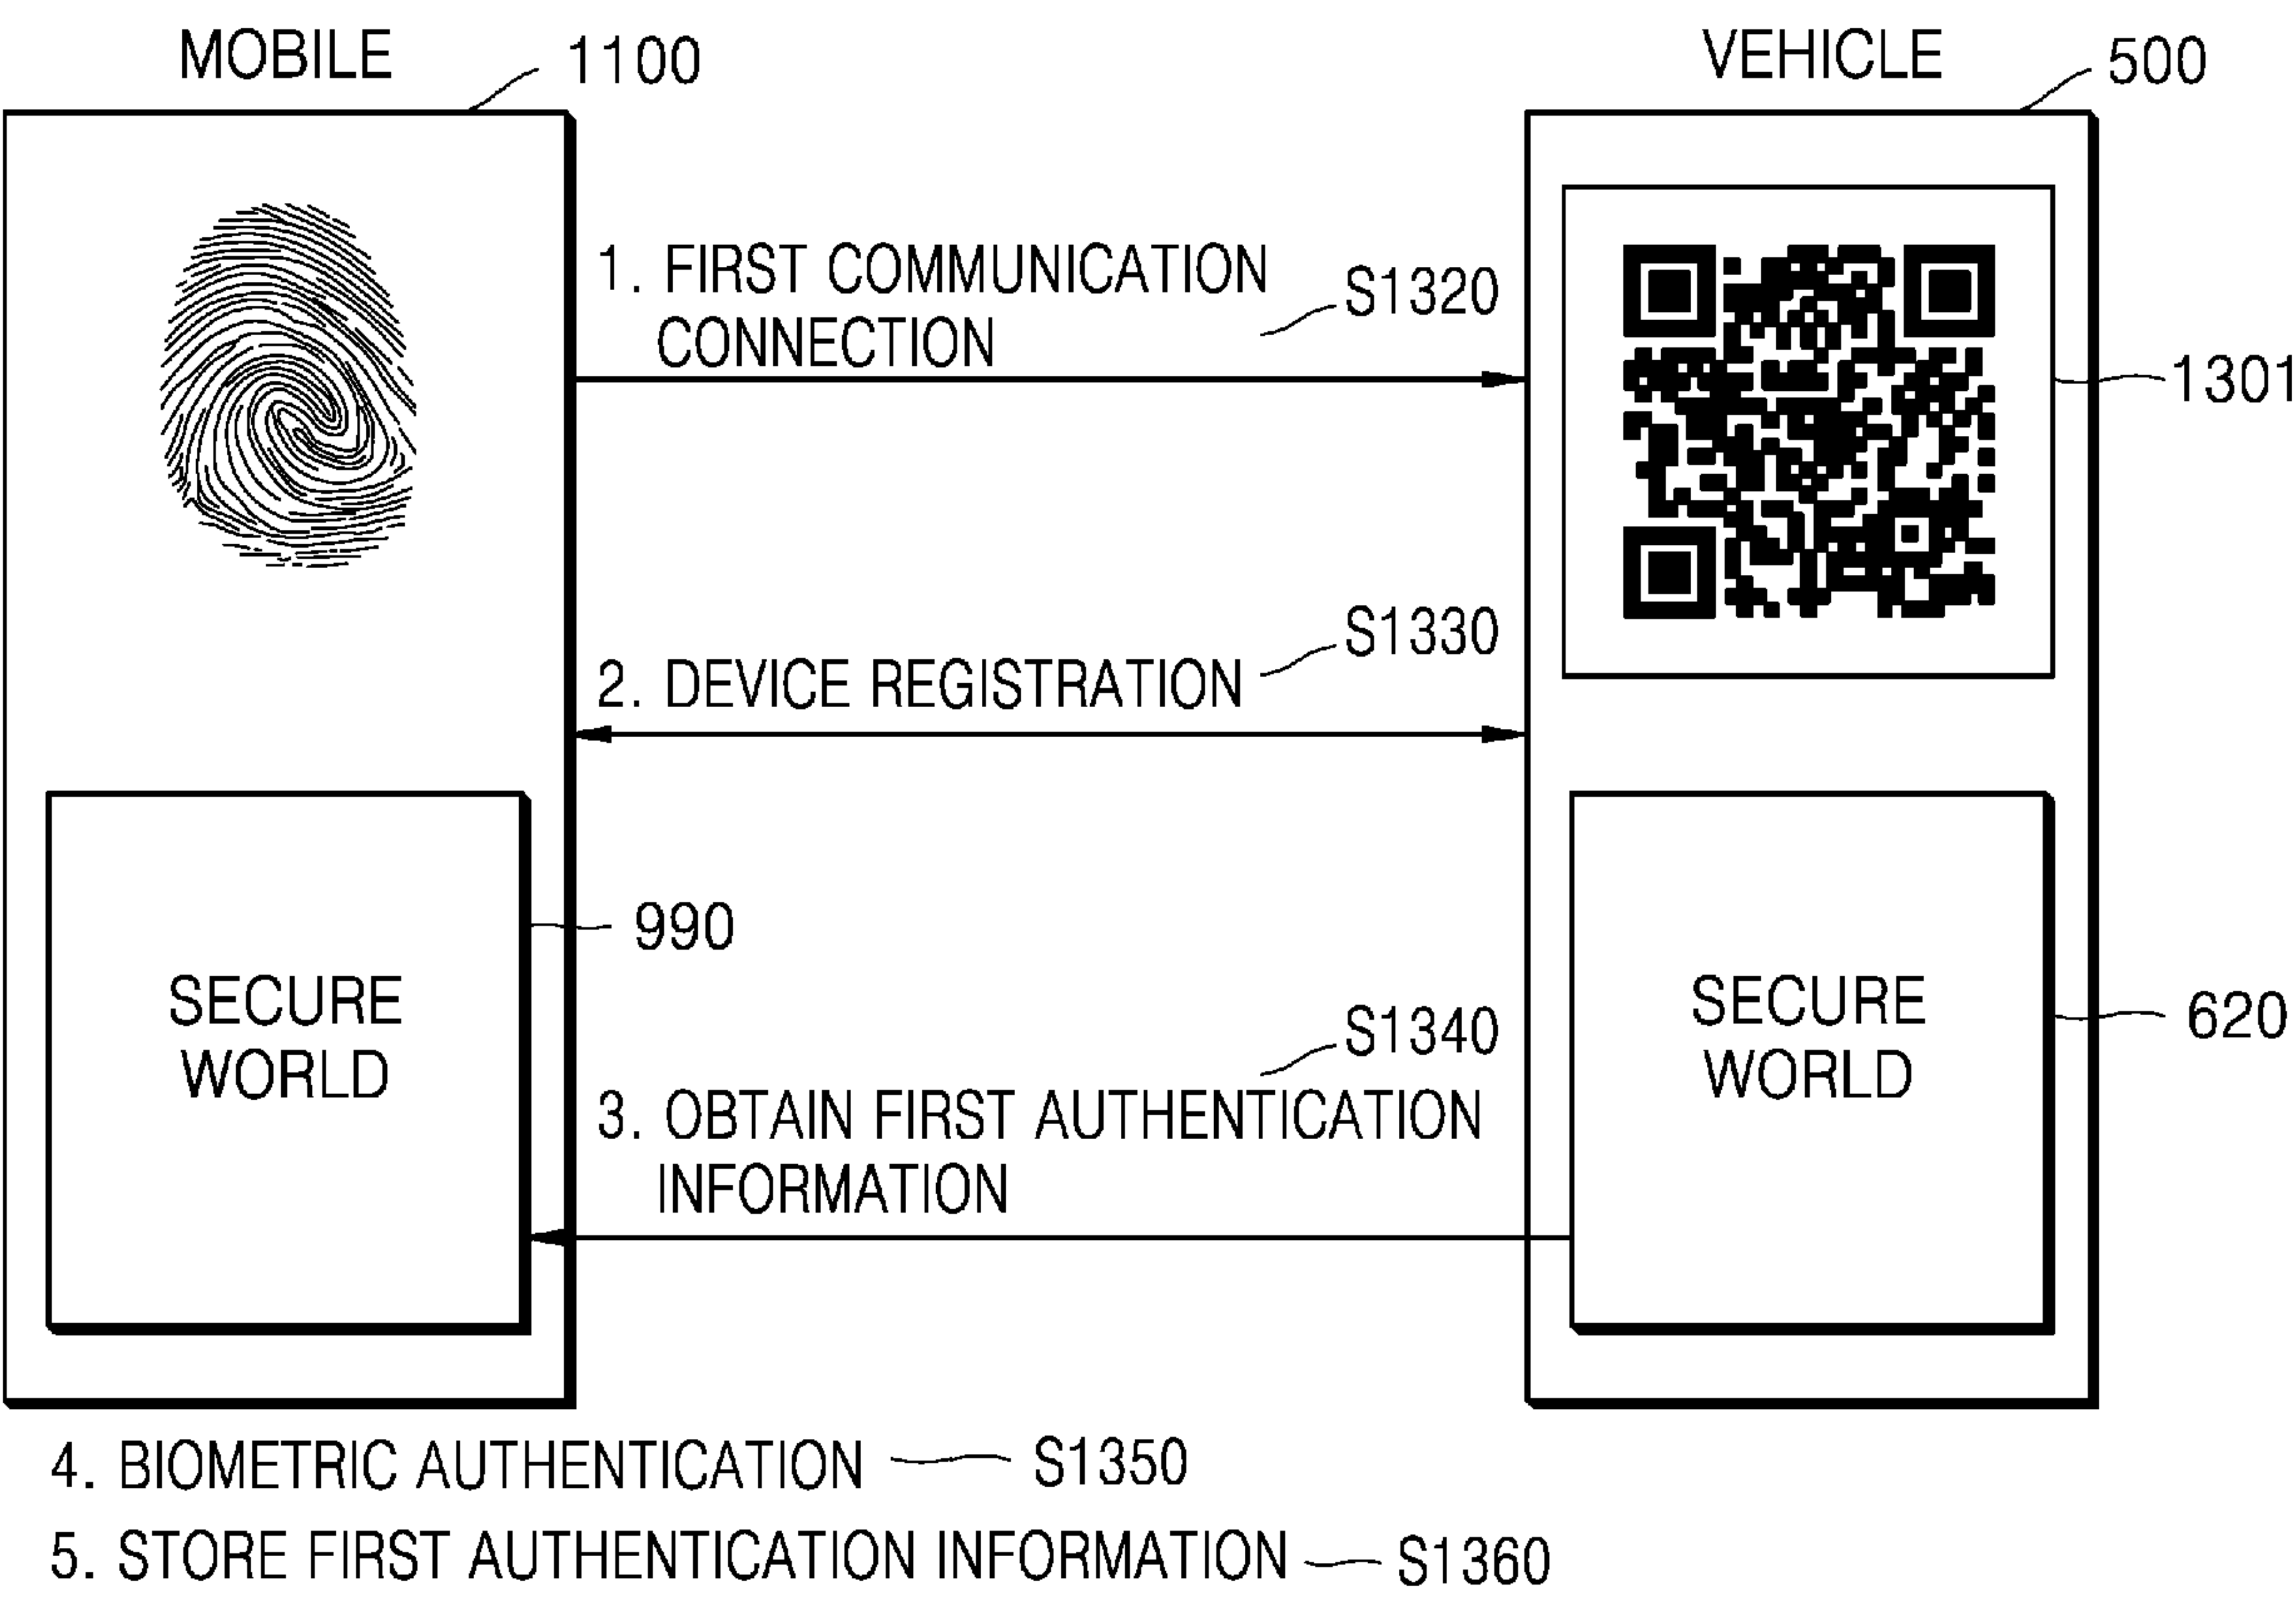 MOBILE
1100
VEHICLE
500
1. FIRST COMMUNICATION
CONNECTION
S1320
1301
2. DEVICE REGISTRATION
S1330
990
SECURE
WORLD
SECURE
WORLD
620
S1340
3. OBTAIN FIRST AUTHENTICATION
INFORMATION
4. BIOMETRIC AUTHENTICATION
S1350
5. STORE FIRST AUTHENTICATION INFORMATION
S1360